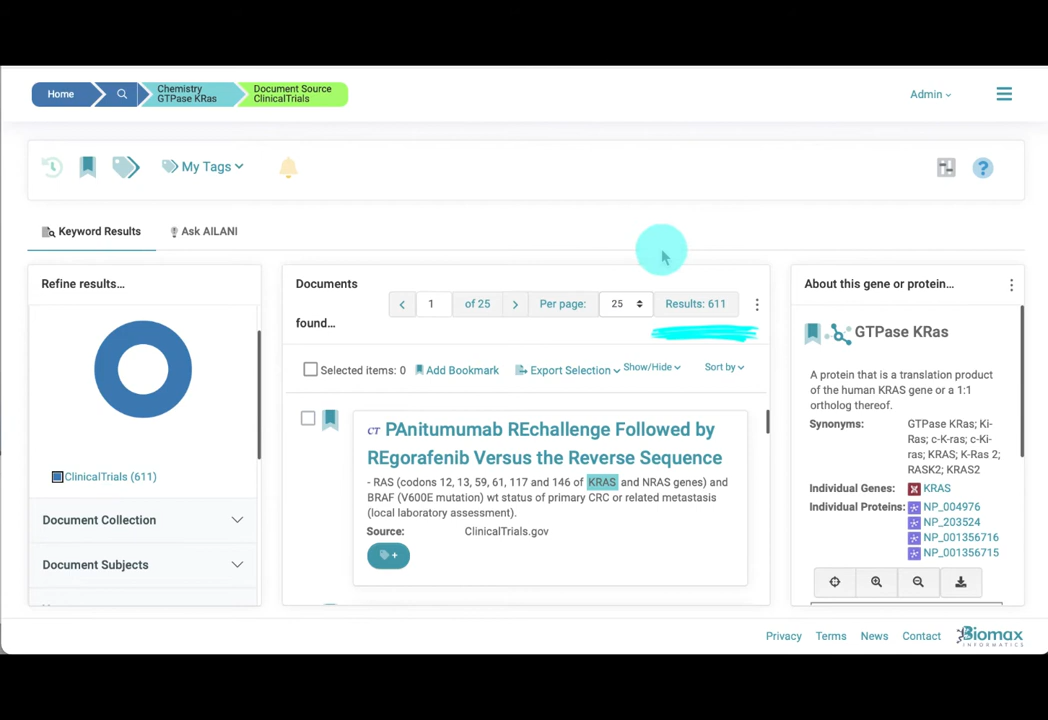 Home
Chemistry
GTPase KRas
Document Source
ClinicalTrials
Admin
My Tags
?
Keyword Results
Ask AILANI
Refine results...
ClinicalTrials (611)
Document Collection
Document Subjects
Documents
found...
1
of 25
Per page:
25
Results: 611
Selected items: 0
Add Bookmark
Export Selection
Show/Hide
Sort by
CT PAnitumumab REchallenge Followed by
REgorafenib Versus the Reverse Sequence
- RAS (codons 12, 13, 59, 61, 117 and 146 of KRAS and NRAS genes) and
BRAF (V600E mutation) wt status of primary CRC or related metastasis
(local laboratory assessment).
Source: ClinicalTrials.gov
+
About this gene or protein...
GTPase KRas
A protein that is a translation product
of the human KRAS gene or a 1:1
ortholog thereof.
Synonyms: GTPase KRas; Ki-
Ras; c-K-ras; c-Ki-
ras; KRAS; K-Ras 2;
RASK2; KRAS2
Individual Genes: KRAS
Individual Proteins: NP_004976
NP_203524
NP_001356716
NP_001356715
Privacy
Terms
News
Contact
Biomax
INFORMATICS